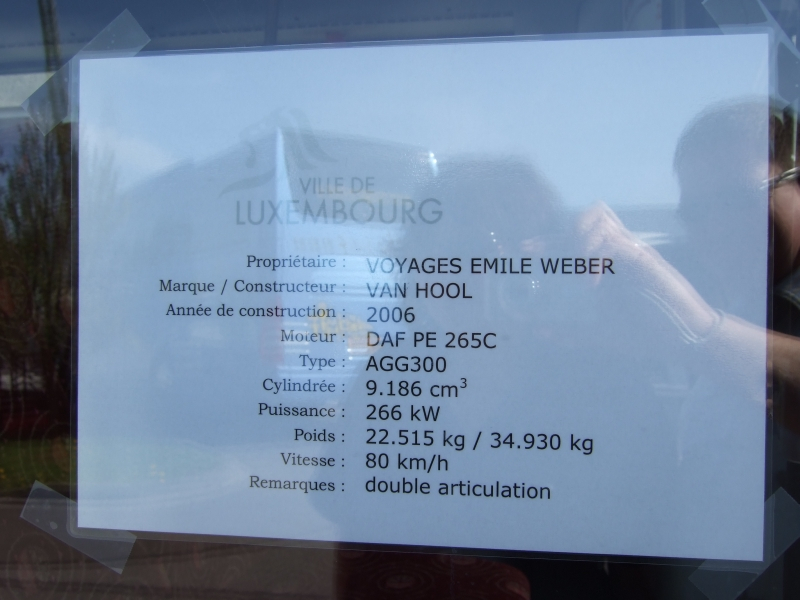 VILLE DE
LUXEMBOURG
Propriétaire : VOYAGES EMILE WEBER
Marque / Constructeur : VAN HOOL
Année de construction : 2006
Moteur : DAF PE 265C
Type : AGG300
Cylindrée : 9.186 cm³
Puissance : 266 kW
Poids : 22.515 kg / 34.930 kg
Vitesse : 80 km/h
Remarques : double articulation